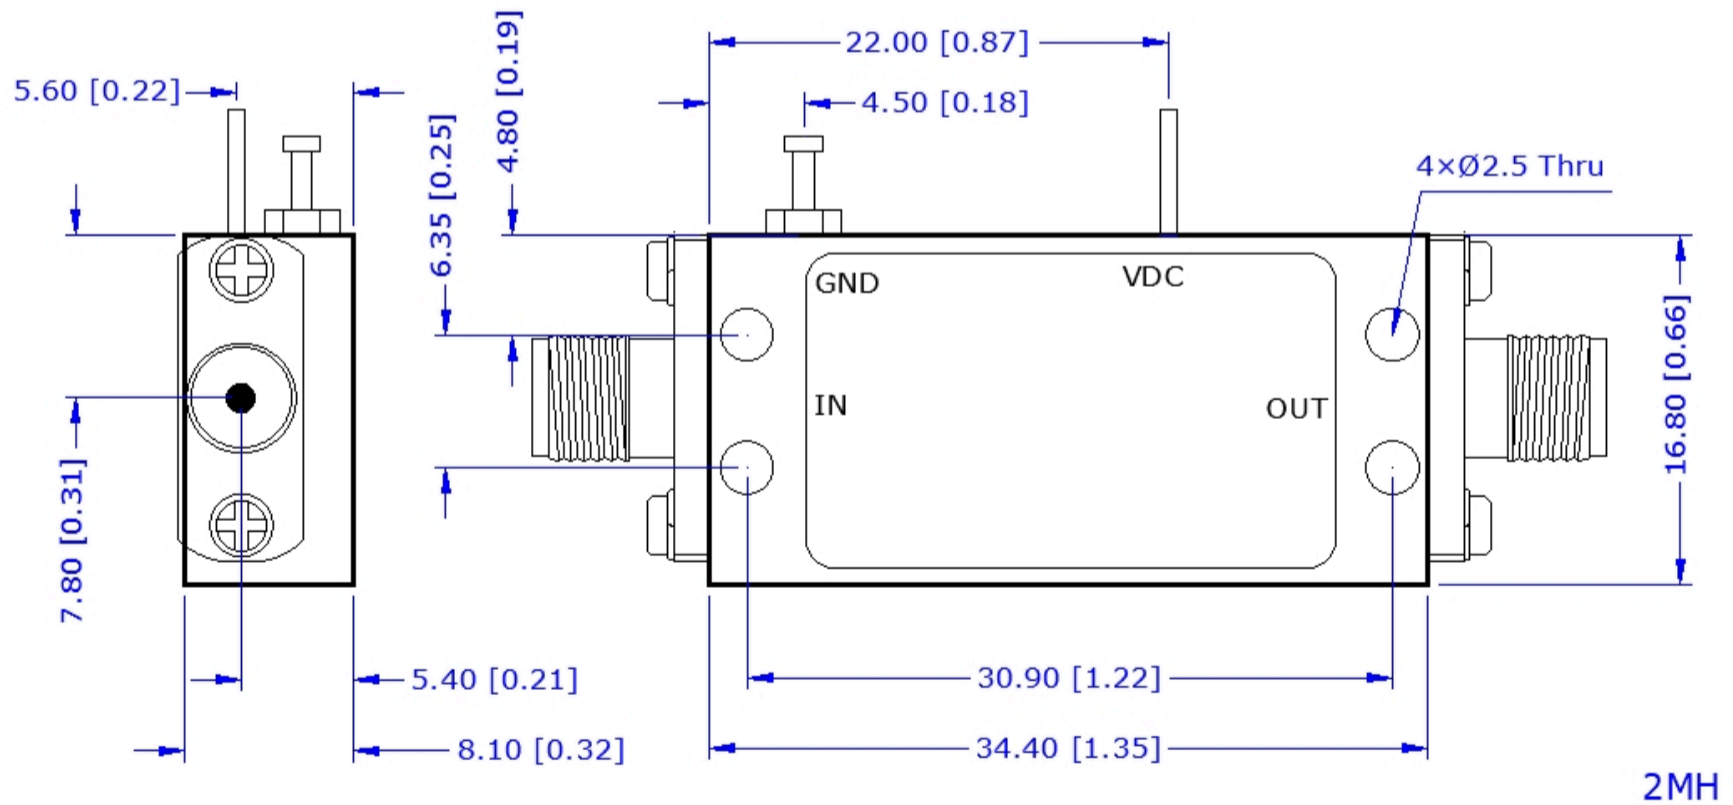 22.00 [0.87]
5.60 [0.22]
4.80 [0.19]
4.50 [0.18]
6.35 [0.25]
4×Ø2.5 Thru
GND
VDC
IN
OUT
16.80 [0.66]
7.80 [0.31]
5.40 [0.21]
30.90 [1.22]
8.10 [0.32]
34.40 [1.35]
2MH